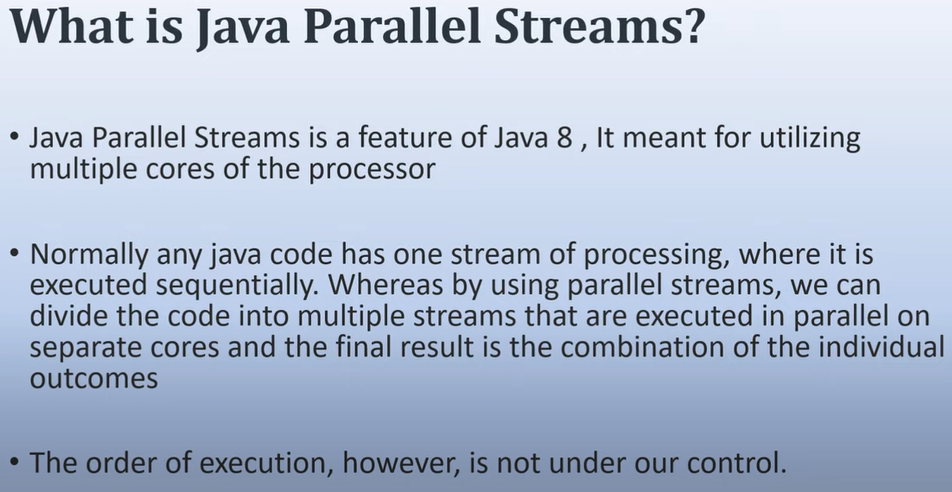 What is Java Parallel Streams?
• Java Parallel Streams is a feature of Java 8 , It meant for utilizing
multiple cores of the processor
• Normally any java code has one stream of processing, where it is
executed sequentially. Whereas by using parallel streams, we can
divide the code into multiple streams that are executed in parallel on
separate cores and the final result is the combination of the individual
outcomes
• The order of execution, however, is not under our control.